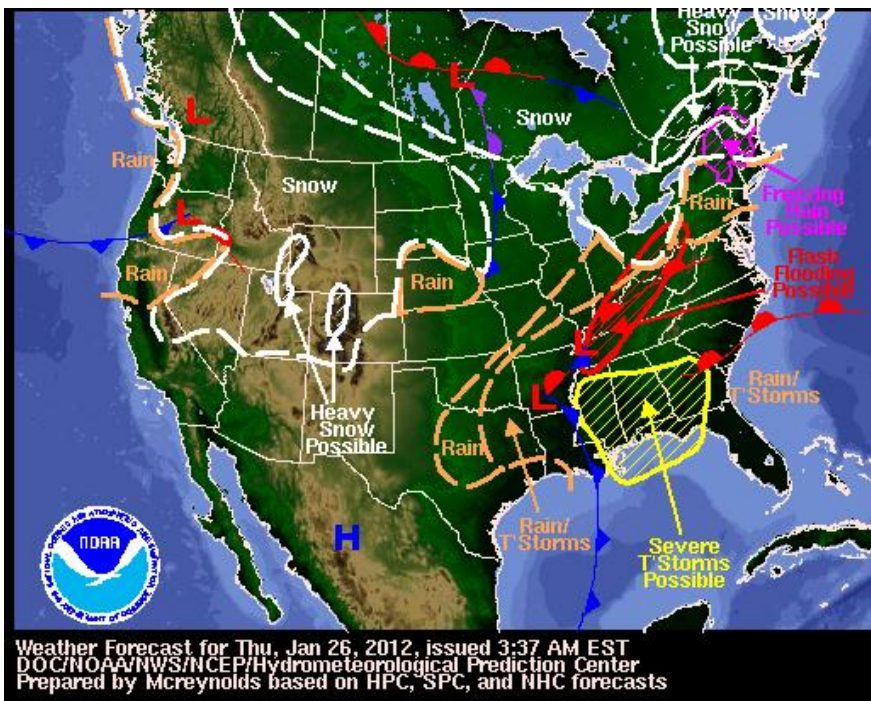 Heavy
Snow
Possible
Snow
L
L
Snow
Rain
L
Snow
Rain
Freezing
Rain
Possible
L
Rain
Rain
Flash
Flooding
Possible
L
L
Rain/
T'Storms
Heavy
Snow
Possible
Rain
Rain/
T'Storms
H
Severe
T'Storms
Possible
NOAA
Weather Forecast for Thu, Jan 26, 2012, issued 3:37 AM EST
DOC/NOAA/NWS/NCEP/Hydrometeorological Prediction Center
Prepared by Mcreynolds based on HPC, SPC, and NHC forecasts